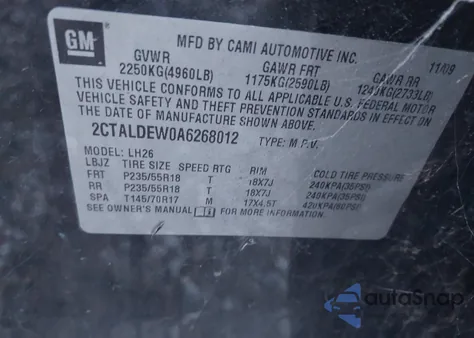 GM
MFD BY CAMI AUTOMOTIVE INC.
11/09
GVWR GAWR FRT GAWR RR
2250KG(4960LB) 1175KG(2590LB) 1240KG(2733LB)
THIS VEHICLE CONFORMS TO ALL APPLICABLE U.S. FEDERAL MOTOR
VEHICLE SAFETY AND THEFT PREVENTION STANDARDS IN EFFECT ON
THE DATE OF MANUFACTURE SHOWN ABOVE.
2CTALDEW0A6268012 TYPE: M.P.V.
MODEL: LH26
LBJZ TIRE SIZE SPEED RTG RIM COLD TIRE PRESSURE
FRT P235/55R18 T 18X7J 240KPA(35PSI)
RR P235/55R18 T 18X7J 240KPA(35PSI)
SPA T145/70R17 M 17X4.5T 420KPA(60PSI)
SEE OWNER'S MANUAL FOR MORE INFORMATION.
autoSnap